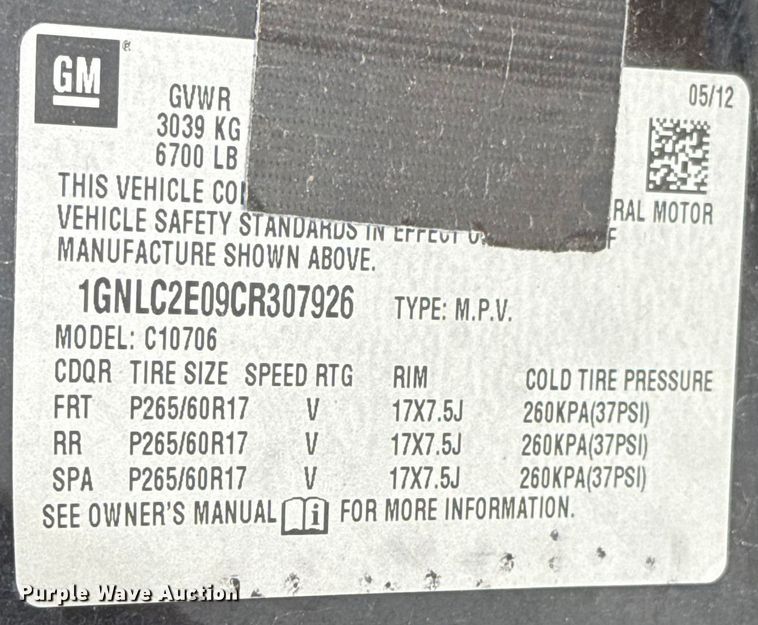 GM ®
GVWR 05/12
3039 KG
6700 LB
THIS VEHICLE RAL MOTOR
VEHICLE SAFETY STANDARDS IN EFFECT
MANUFACTURE SHOWN ABOVE.
1GNLC2E09CR307926 TYPE: M.P.V.
MODEL: C10706
CDQR TIRE SIZE SPEED RTG RIM COLD TIRE PRESSURE
FRT P265/60R17 V 17X7.5J 260KPA(37PSI)
RR P265/60R17 V 17X7.5J 260KPA(37PSI)
SPA P265/60R17 V 17X7.5J 260KPA(37PSI)
SEE OWNER'S MANUAL i FOR MORE INFORMATION.
Purple Wave Auction